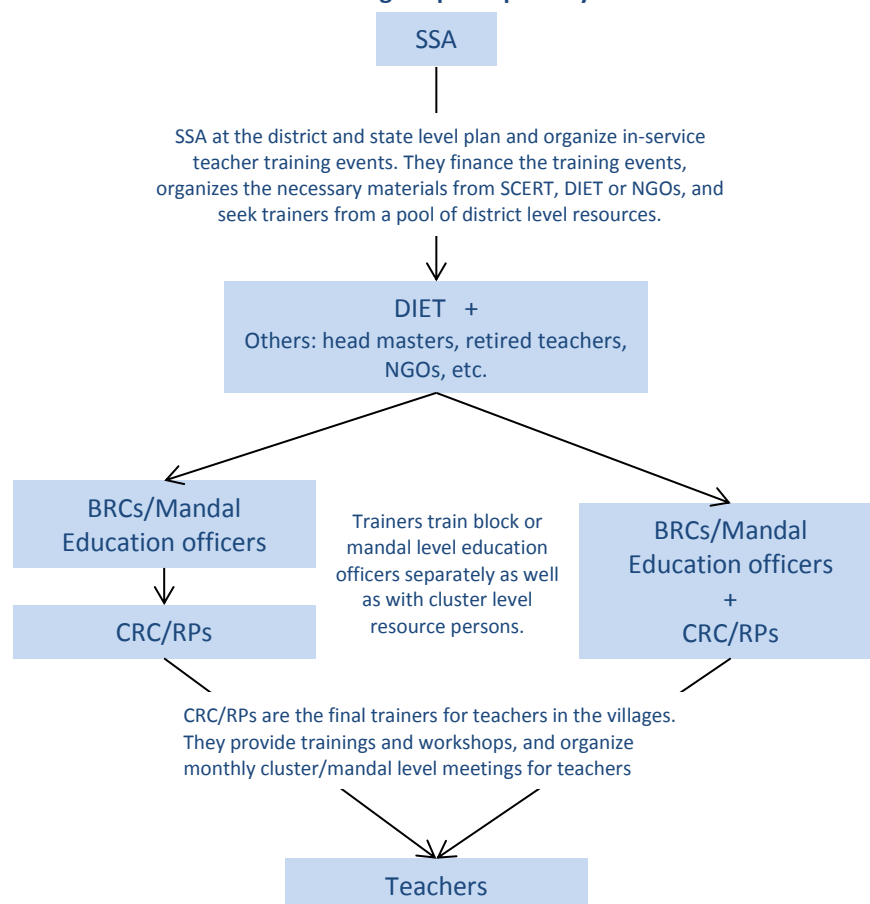 SSA
SSA at the district and state level plan and organize in-service
teacher training events. They finance the training events,
organizes the necessary materials from SCERT, DIET or NGOs, and
seek trainers from a pool of district level resources.
DIET +
Others: head masters, retired teachers,
NGOs, etc.
BRCs/Mandal
Education officers
CRC/RPs
Trainers train block or
mandal level education
officers separately as well
as with cluster level
resource persons.
BRCs/Mandal
Education officers
+
CRC/RPs
CRC/RPs are the final trainers for teachers in the villages.
They provide trainings and workshops, and organize
monthly cluster/mandal level meetings for teachers
Teachers